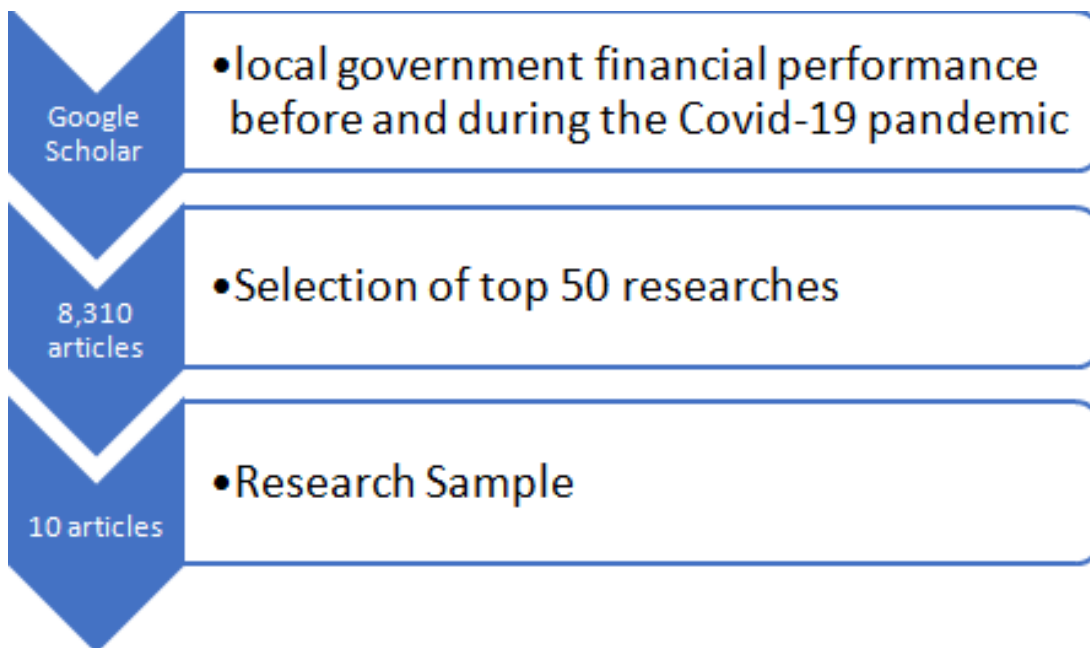 Google
Scholar
•local government financial performance
before and during the Covid-19 pandemic
8,310
articles
•Selection of top 50 researches
10 articles
•Research Sample